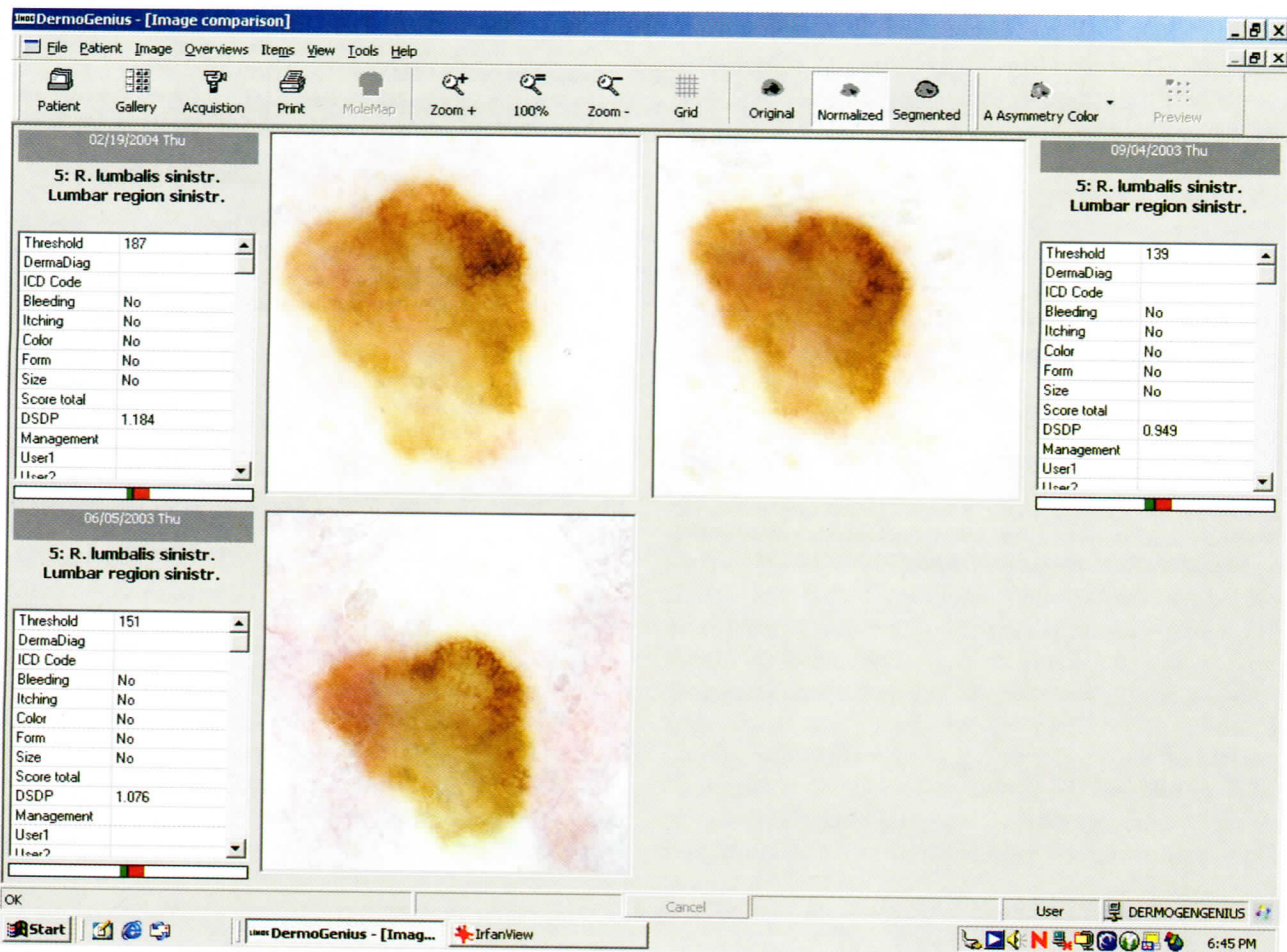 LINOS DermoGenius - [Image comparison]
File Patient Image Overviews Items View Tools Help
Patient Gallery Acquistion Print MoleMap Zoom + 100% Zoom - Grid Original Normalized Segmented A Asymmetry Color Preview
02/19/2004 Thu
5: R. lumbalis sinistr.
Lumbar region sinistr.
Threshold 187
DermaDiag
ICD Code
Bleeding No
Itching No
Color No
Form No
Size No
Score total
DSDP 1.184
Management
User1
User2
09/04/2003 Thu
5: R. lumbalis sinistr.
Lumbar region sinistr.
Threshold 139
DermaDiag
ICD Code
Bleeding No
Itching No
Color No
Form No
Size No
Score total
DSDP 0.949
Management
User1
User2
06/05/2003 Thu
5: R. lumbalis sinistr.
Lumbar region sinistr.
Threshold 151
DermaDiag
ICD Code
Bleeding No
Itching No
Color No
Form No
Size No
Score total
DSDP 1.076
Management
User1
User2
OK Cancel User DERMOGENGENIUS
Start LINOS DermoGenius - [Imag... IrfanView N 6:45 PM